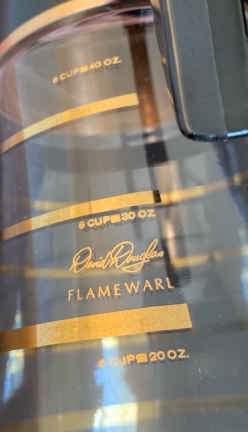 8 CUPS 40 OZ.
6 CUPS 30 OZ.
David Douglas
FLAMEWARE
4 CUPS 20 OZ.